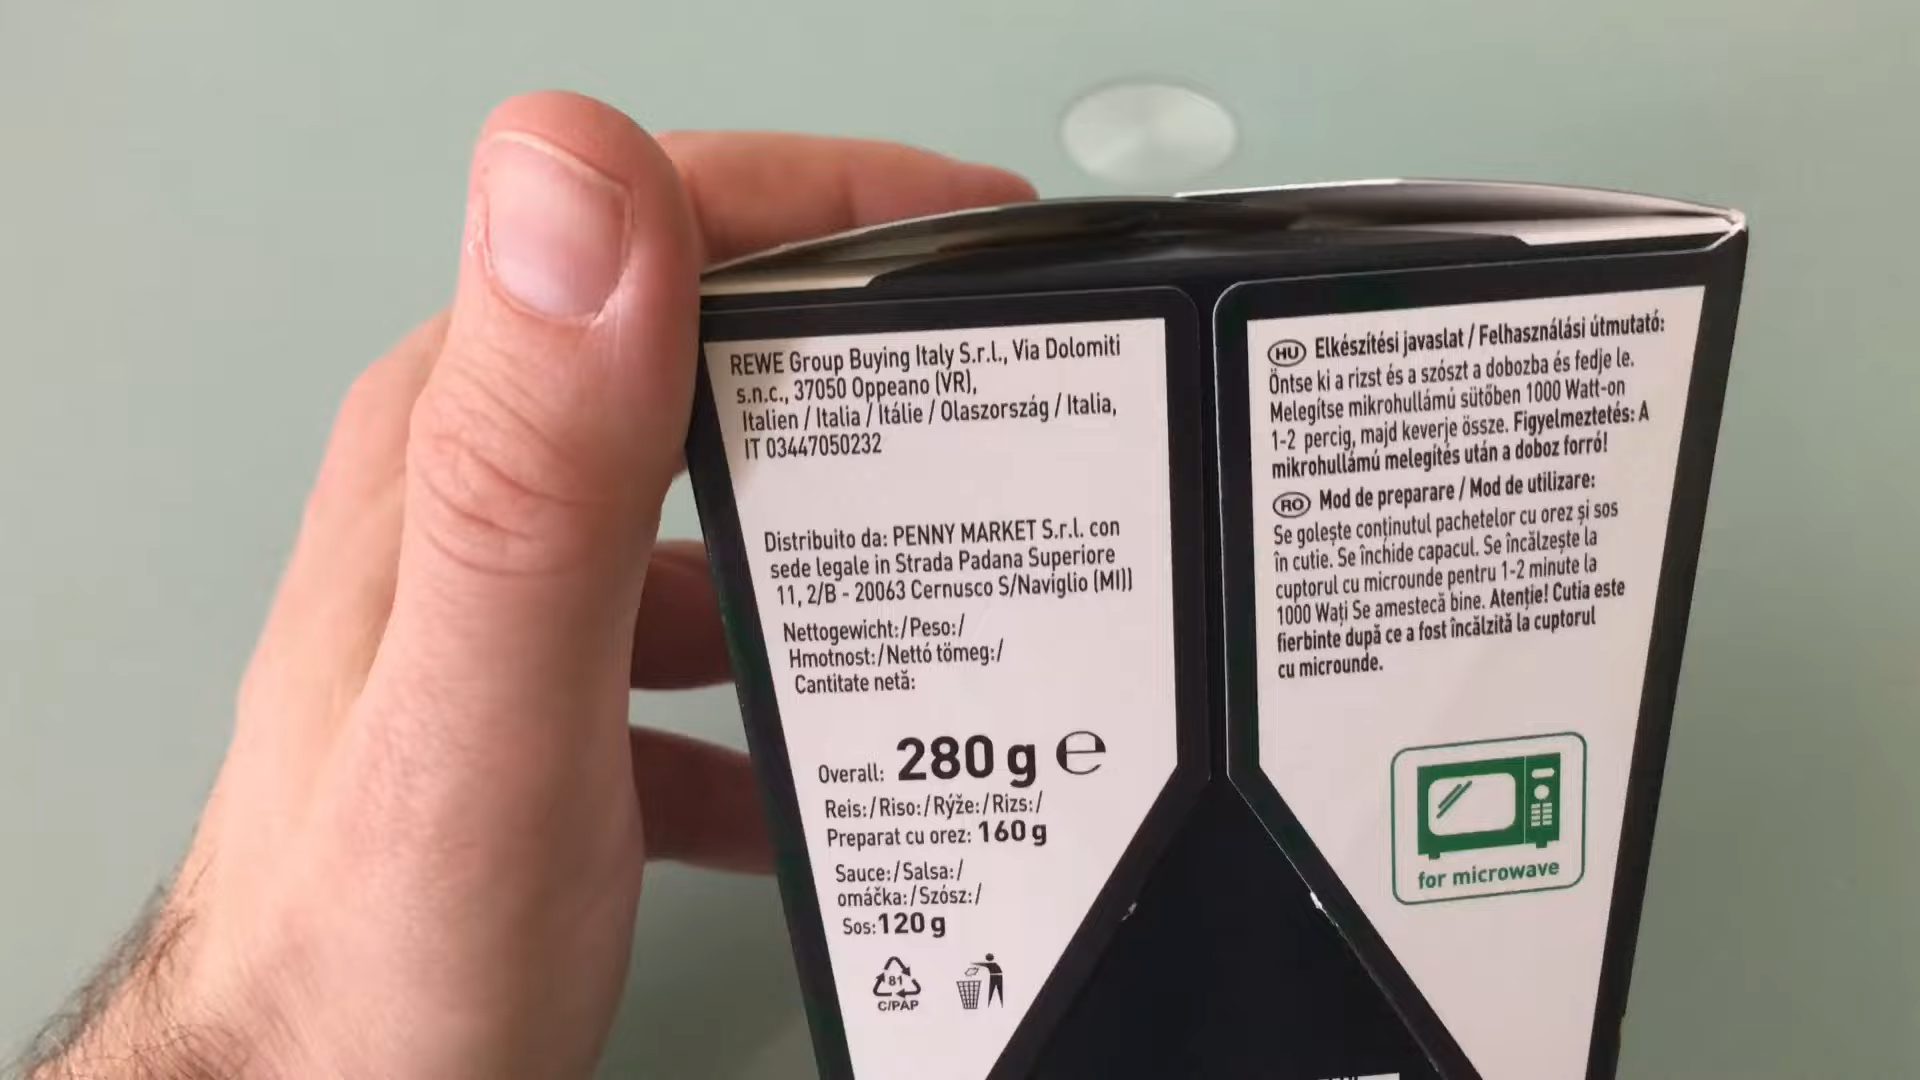 REWE Group Buying Italy S.r.l., Via Dolomiti
s.n.c., 37050 Oppeano (VR),
Italien / Italia / Itálie / Olaszország / Italia,
IT 03447050232
Distribuito da: PENNY MARKET S.r.l. con
sede legale in Strada Padana Superiore
11, 2/B - 20063 Cernusco S/Naviglio (MI))
Nettogewicht:/Peso:/
Hmotnost:/Nettó tömeg:/
Cantitate netă:
Overall: 280 g ℮
Reis:/Riso:/Rýže:/Rizs:/
Preparat cu orez: 160 g
Sauce:/Salsa:/
omáčka:/Szósz:/
Sos: 120 g
81
C/PAP
HU Elkészítési javaslat / Felhasználási útmutató:
Öntse ki a rizst és a szószt a dobozba és fedje le.
Melegítse mikrohullámú sütőben 1000 Watt-on
1-2 percig, majd keverje össze. Figyelmeztetés: A
mikrohullámú melegítés után a doboz forró!
RO Mod de preparare / Mod de utilizare:
Se golește conținutul pachetelor cu orez și sos
în cutie. Se închide capacul. Se încălzește la
cuptorul cu microunde pentru 1-2 minute la
1000 Wați Se amestecă bine. Atenție! Cutia este
fierbinte după ce a fost încălzită la cuptorul
cu microunde.
for microwave